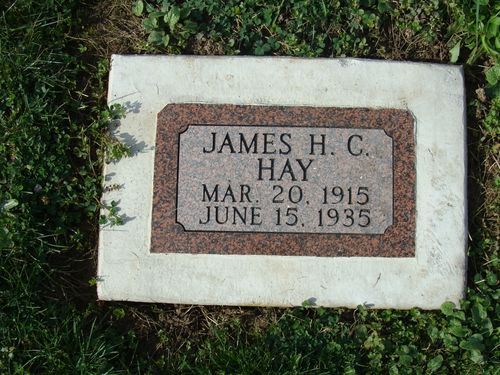 JAMES H. C.
HAY
MAR. 20. 1915
JUNE 15. 1935